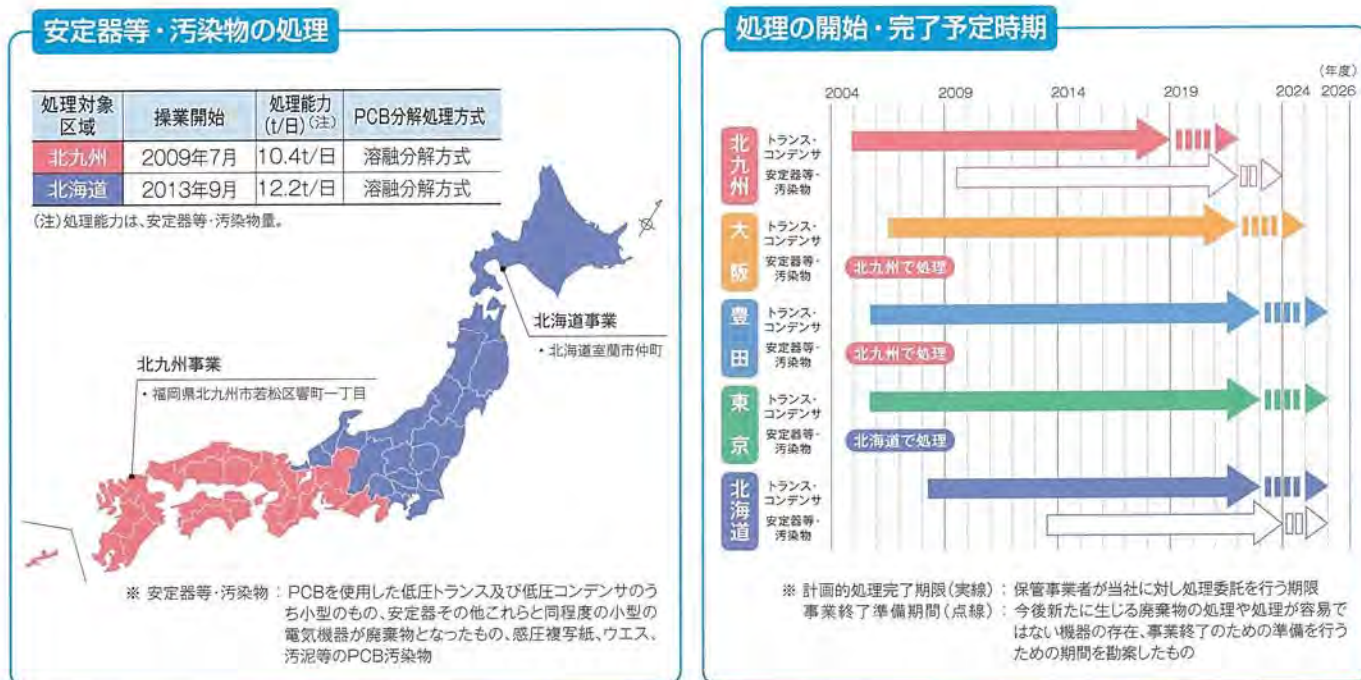 安定器等・汚染物の処理
処理対象区域 操業開始 処理能力(t/日)(注) PCB分解処理方式
北九州 2009年7月 10.4t/日 溶融分解方式
北海道 2013年9月 12.2t/日 溶融分解方式
(注)処理能力は、安定器等・汚染物量。
北海道事業
・北海道室蘭市仲町
北九州事業
・福岡県北九州市若松区響町一丁目
※ 安定器等・汚染物 : PCBを使用した低圧トランス及び低圧コンデンサのう
ち小型のもの、安定器その他これらと同程度の小型の
電気機器が廃棄物となったもの、感圧複写紙、ウエス、
汚泥等のPCB汚染物
処理の開始・完了予定時期
(年度)
2004 2009 2014 2019 2024 2026
北九州
トランス・
コンデンサ
安定器等・
汚染物
大阪
トランス・
コンデンサ
安定器等・
汚染物
北九州で処理
豊田
トランス・
コンデンサ
安定器等・
汚染物
北九州で処理
東京
トランス・
コンデンサ
安定器等・
汚染物
北海道で処理
北海道
トランス・
コンデンサ
安定器等・
汚染物
※ 計画的処理完了期限(実線) : 保管事業者が当社に対し処理委託を行う期限
事業終了準備期間(点線) : 今後新たに生じる廃棄物の処理や処理が容易で
はない機器の存在、事業終了のための準備を行う
ための期間を勘案したもの